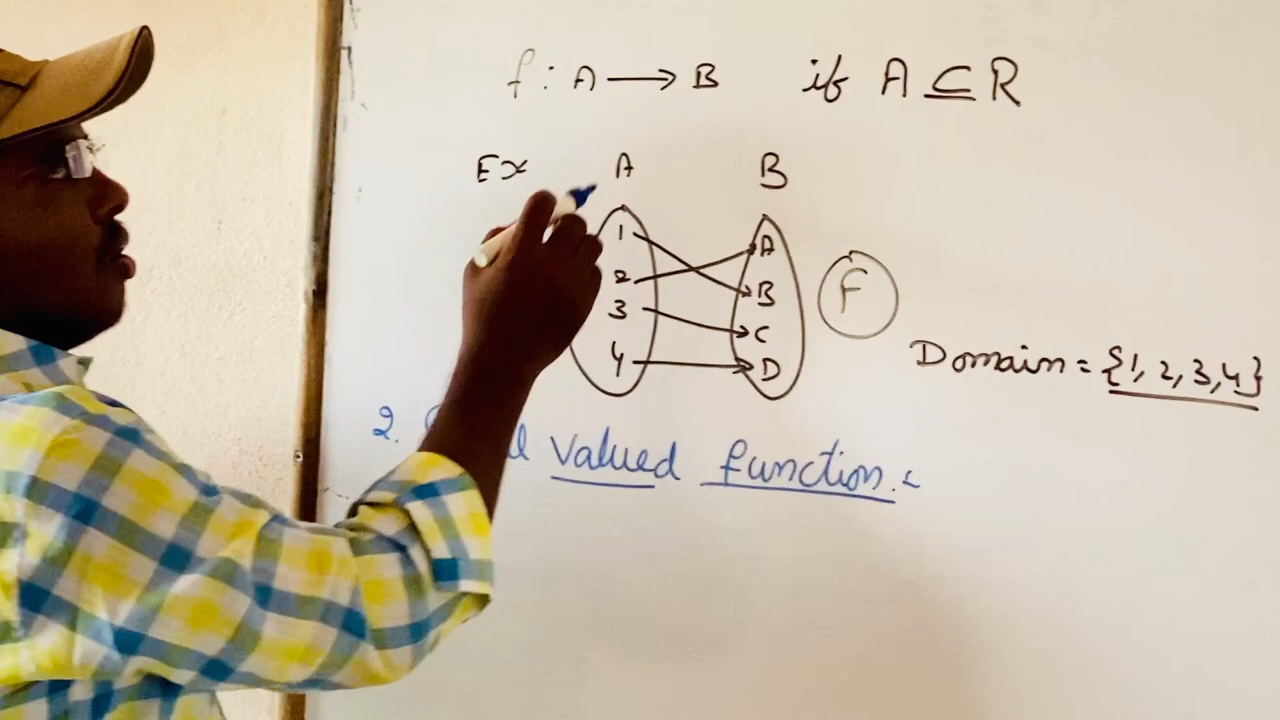 f : A ⟶ B if A ⊆ R
Ex A B
1 A
2 B
3 C
4 D
F
Domain = {1, 2, 3, 4}
2. valued function :